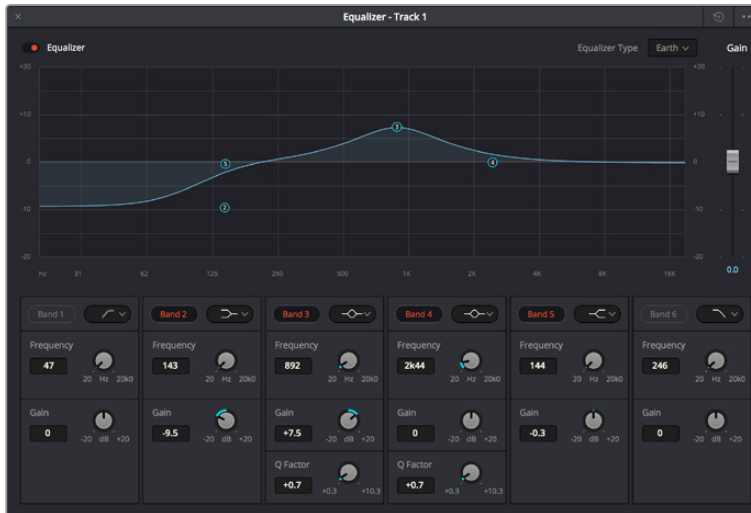 Equalizer - Track 1
Equalizer
Equalizer Type Earth Gain
+20 +20
+10 +10
0 0
-10 -10
-20 -20
3
5
4
2
Hz 31 62 125 250 500 1K 2K 4K 8K 16K
0.0
Band 1 Band 2 Band 3 Band 4 Band 5 Band 6
Frequency Frequency Frequency Frequency Frequency Frequency
47 143 892 2k44 144 246
20 Hz 20k0 20 Hz 20k0 20 Hz 20k0 20 Hz 20k0 20 Hz 20k0 20 Hz 20k0
Gain Gain Gain Gain Gain Gain
0 -9.5 +7.5 0 -0.3 0
-20 dB +20 -20 dB +20 -20 dB +20 -20 dB +20 -20 dB +20 -20 dB +20
Q Factor Q Factor
+0.7 +0.7
+0.3 +10.3 +0.3 +10.3